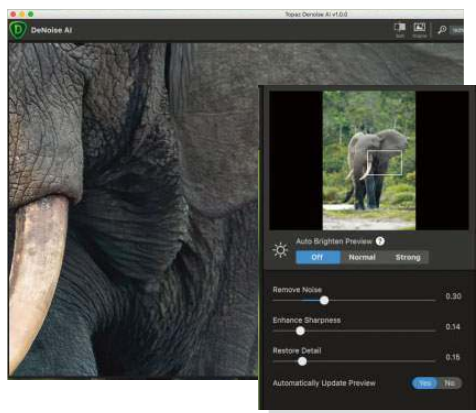 Topaz Denoise AI v1.0.0
D DeNoise AI
Auto Brighten Preview ?
Off Normal Strong
Remove Noise
0.30
Enhance Sharpness
0.14
Restore Detail
0.15
Automatically Update Preview Yes No